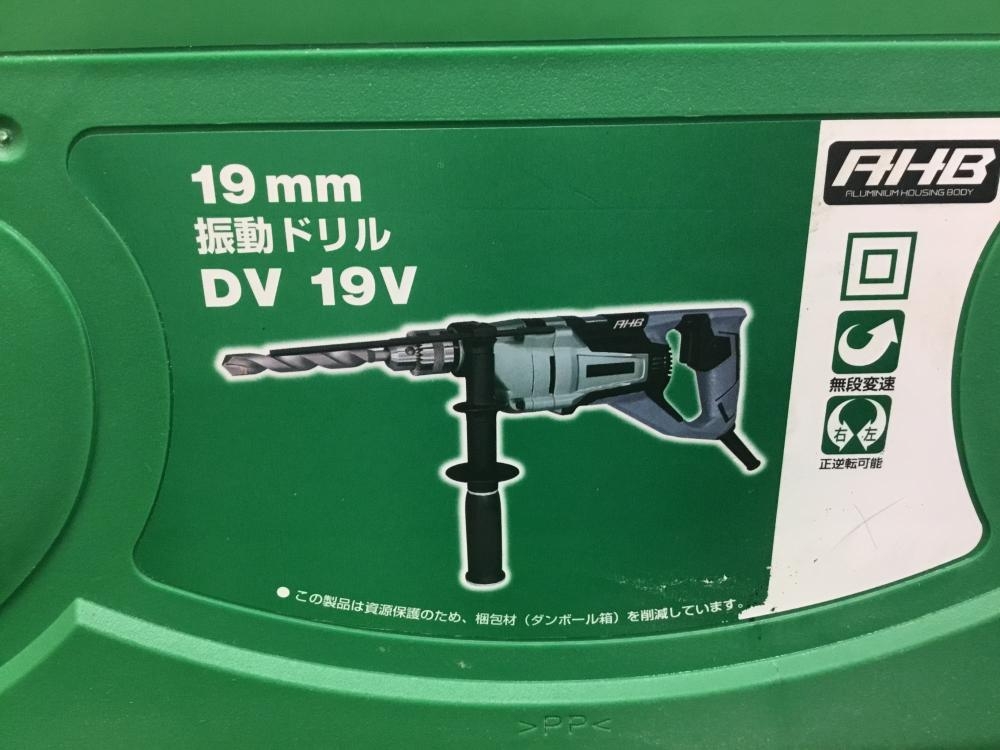 19mm
振動ドリル
DV 19V
AHB
ALUMINIUM HOUSING BODY
無段変速
右 左
正逆転可能
AHB
● この製品は資源保護のため、梱包材（ダンボール箱）を削減しています。
>PP<